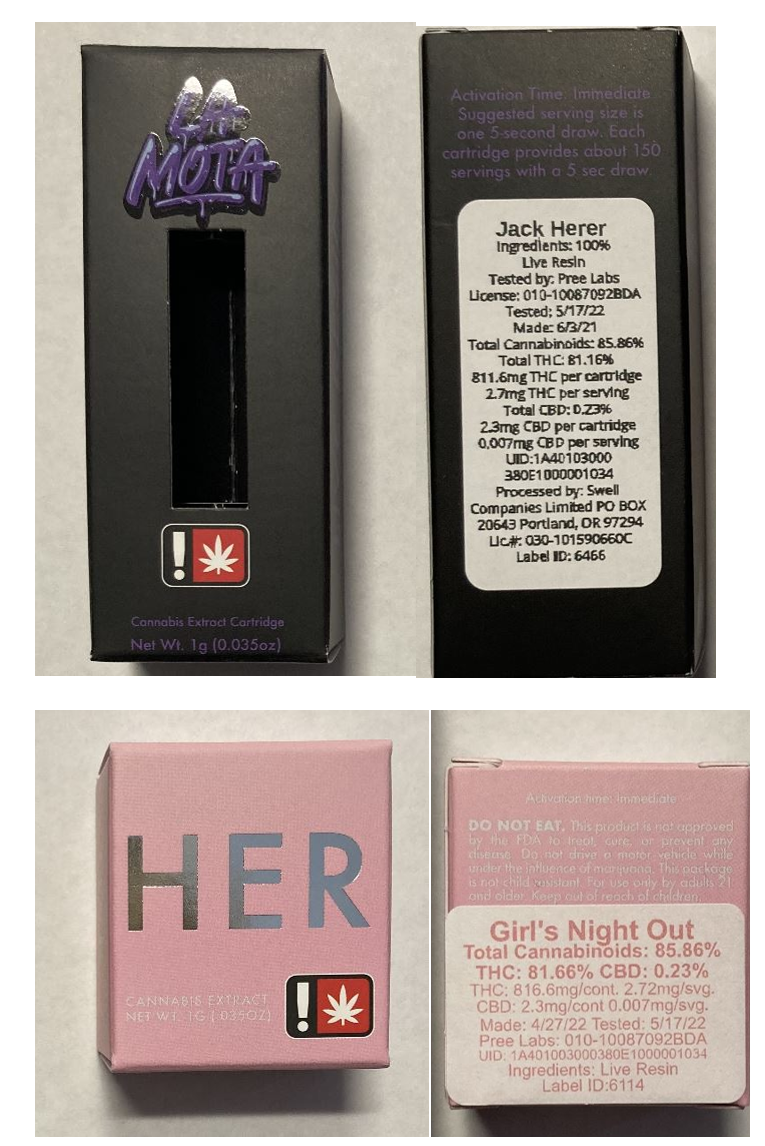 LA
MOTA
Cannabis Extract Cartridge
Net Wt. 1g (0.035oz)
Activation Time: Immediate
Suggested serving size is
one 5-second draw. Each
cartridge provides about 150
servings with a 5 sec draw.
Jack Herer
Ingredients: 100%
Live Resin
Tested by: Pree Labs
License: 010-10087092BDA
Tested: 5/17/22
Made: 6/3/21
Total Cannabinoids: 85.86%
Total THC: 81.16%
811.6mg THC per cartridge
2.7mg THC per serving
Total CBD: 0.23%
2.3mg CBD per cartridge
0.007mg CBD per serving
UID:1A40103000
380E1000001034
Processed by: Swell
Companies Limited PO BOX
20643 Portland, OR 97294
Lic.#: 030-101590660C
Label ID: 6466
HER
CANNABIS EXTRACT
NET WT. 1G (.035OZ)
Activation time: Immediate
DO NOT EAT. This product is not approved
by the FDA to treat, cure, or prevent any
disease. Do not drive a motor vehicle while
under the influence of marijuana. This package
is not child resistant. For use only by adults 21
and older. Keep out of reach of children.
Girl's Night Out
Total Cannabinoids: 85.86%
THC: 81.66% CBD: 0.23%
THC: 816.6mg/cont. 2.72mg/svg.
CBD: 2.3mg/cont 0.007mg/svg.
Made: 4/27/22 Tested: 5/17/22
Pree Labs: 010-10087092BDA
UID: 1A401003000380E1000001034
Ingredients: Live Resin
Label ID:6114